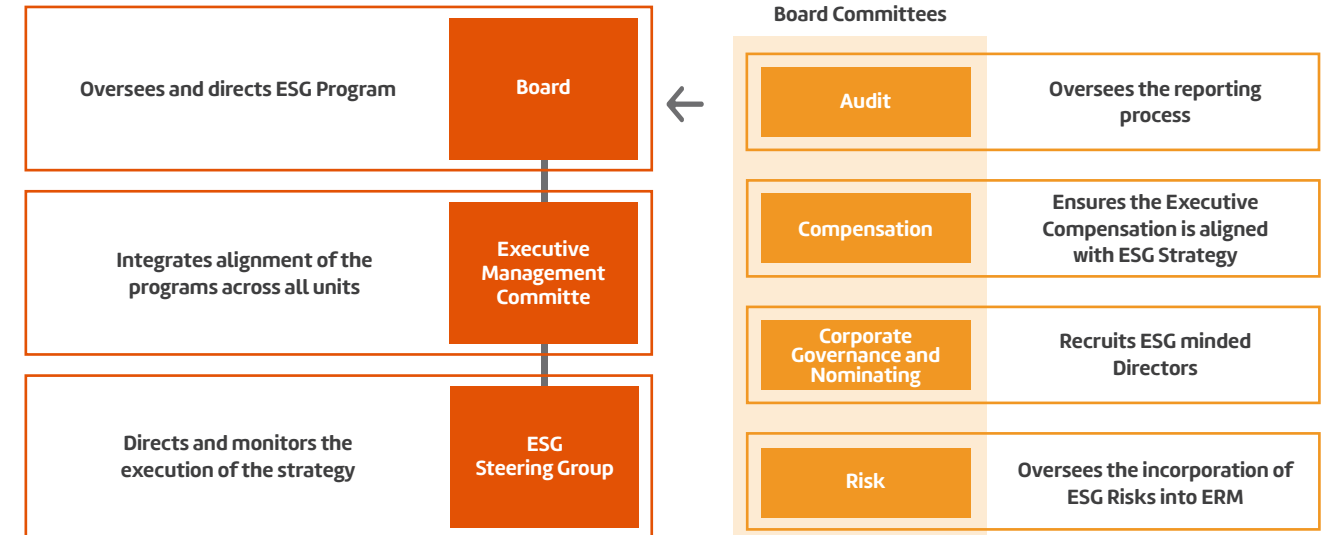 Board Committees
Oversees and directs ESG Program
Board
Integrates alignment of the
programs across all units
Executive
Management
Committe
Directs and monitors the
execution of the strategy
ESG
Steering Group
Audit
Oversees the reporting
process
Compensation
Ensures the Executive
Compensation is aligned
with ESG Strategy
Corporate
Governance and
Nominating
Recruits ESG minded
Directors
Risk
Oversees the incorporation of
ESG Risks into ERM